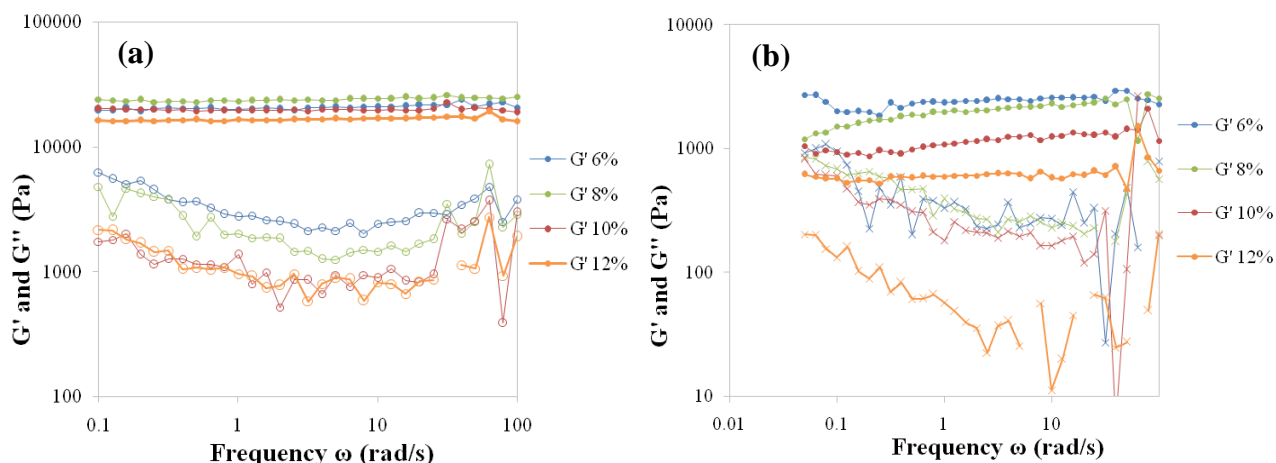 (a)
G' and G'' (Pa)
100000
10000
1000
100
0.1
1
10
100
Frequency ω (rad/s)
G' 6%
G' 8%
G' 10%
G' 12%
(b)
G' and G'' (Pa)
10000
1000
100
10
0.01
0.1
1
10
Frequency ω (rad/s)
G' 6%
G' 8%
G' 10%
G' 12%